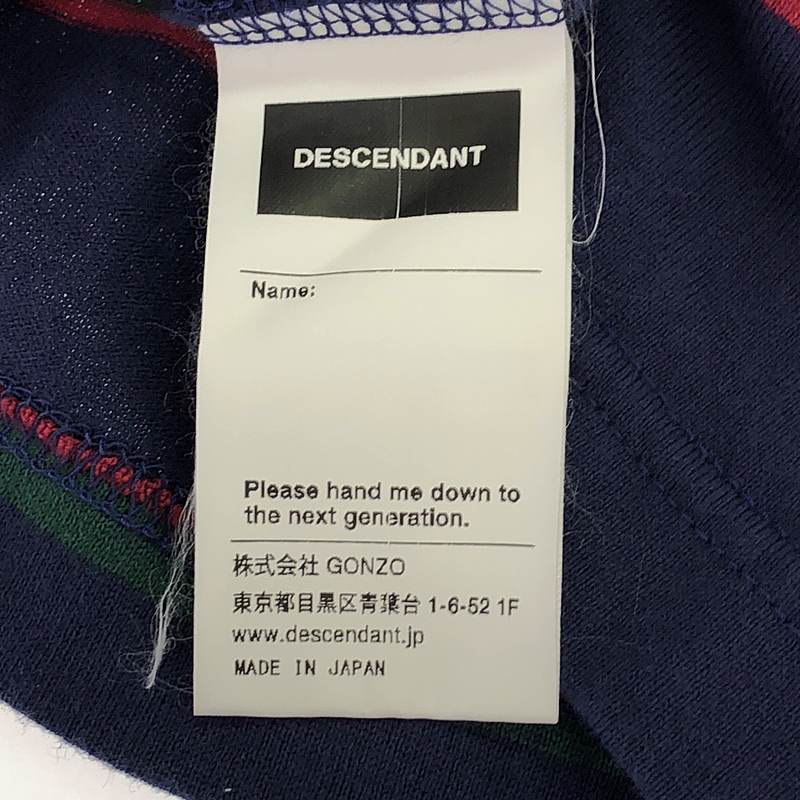 DESCENDANT
Name:
Please hand me down to
the next generation.
株式会社 GONZO
東京都目黒区青葉台 1-6-52 1F
www.descendant.jp
MADE IN JAPAN